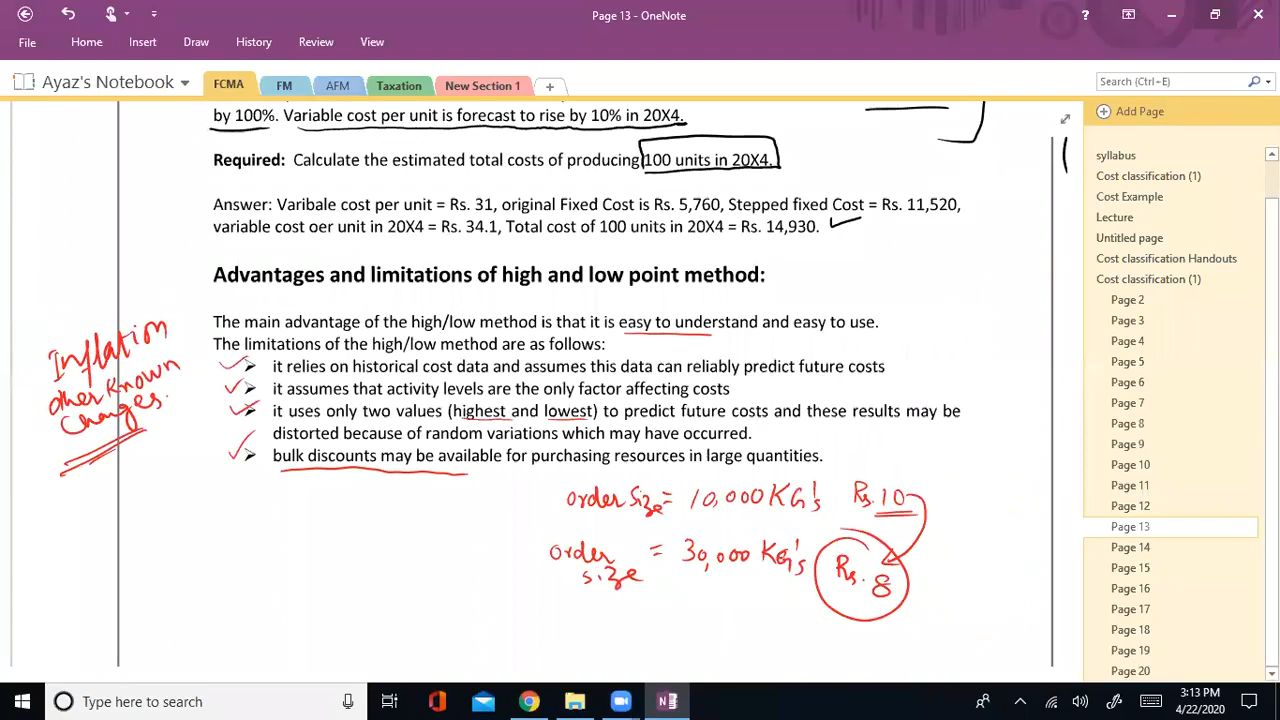 Page 13 - OneNote
?
File Home Insert Draw History Review View
Ayaz's Notebook
FCMA FM AFM Taxation New Section 1 +
Search (Ctrl+E)
by 100%. Variable cost per unit is forecast to rise by 10% in 20X4.
Required: Calculate the estimated total costs of producing 100 units in 20X4.
Answer: Varibale cost per unit = Rs. 31, original Fixed Cost is Rs. 5,760, Stepped fixed Cost = Rs. 11,520,
variable cost oer unit in 20X4 = Rs. 34.1, Total cost of 100 units in 20X4 = Rs. 14,930.
Advantages and limitations of high and low point method:
The main advantage of the high/low method is that it is easy to understand and easy to use.
The limitations of the high/low method are as follows:
it relies on historical cost data and assumes this data can reliably predict future costs
it assumes that activity levels are the only factor affecting costs
it uses only two values (highest and lowest) to predict future costs and these results may be
distorted because of random variations which may have occurred.
bulk discounts may be available for purchasing resources in large quantities.
Inflation
other Known
Changes.
order size = 10,000 KG's Rs. 10
order size = 30,000 KG's Rs. 8
Add Page
syllabus
Cost classification (1)
Cost Example
Lecture
Untitled page
Cost classification Handouts
Cost classification (1)
Page 2
Page 3
Page 4
Page 5
Page 6
Page 7
Page 8
Page 9
Page 10
Page 11
Page 12
Page 13
Page 14
Page 15
Page 16
Page 17
Page 18
Page 19
Page 20
Type here to search
3:13 PM
4/22/2020